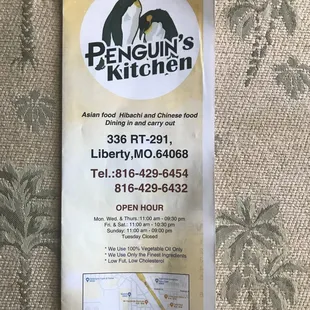 PENGUIN'S
Kitchen
Asian food Hibachi and Chinese food
Dining in and carry out
336 RT-291,
Liberty,MO.64068
Tel.:816-429-6454
816-429-6432
OPEN HOUR
Mon. Wed. & Thurs: 11:00 am - 09:30 pm
Fri. & Sat.: 11:00 am - 10:30 pm
Sunday: 11:00 am - 09:00 pm
Tuesday Closed
* We Use 100% Vegetable Oil Only
* We Use Only the Finest Ingredients
* Low Fat, Low Cholesterol